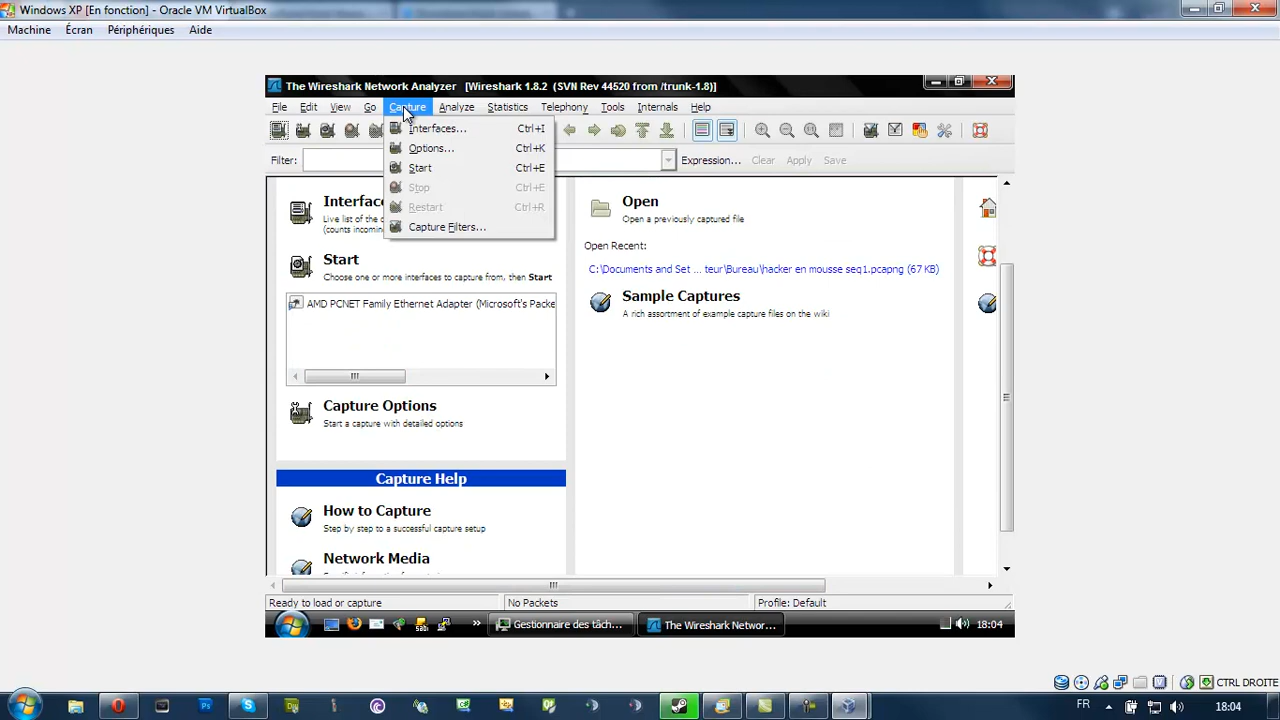 Windows XP [En fonction] - Oracle VM VirtualBox
Machine Écran Périphériques Aide
The Wireshark Network Analyzer [Wireshark 1.8.2 (SVN Rev 44520 from /trunk-1.8)]
File Edit View Go Capture Analyze Statistics Telephony Tools Internals Help
Interfaces... Ctrl+I
Options... Ctrl+K
Start Ctrl+E
Stop Ctrl+E
Restart Ctrl+R
Capture Filters...
Filter: Expression... Clear Apply Save
Interfac
Live list of the c
(counts incomin
Start
Choose one or more interfaces to capture from, then Start
AMD PCNET Family Ethernet Adapter (Microsoft's Packe
Capture Options
Start a capture with detailed options
Capture Help
How to Capture
Step by step to a successful capture setup
Network Media
Open
Open a previously captured file
Open Recent:
C:\Documents and Set ... teur\Bureau\hacker en mousse seq1.pcapng (67 KB)
Sample Captures
A rich assortment of example capture files on the wiki
Ready to load or capture No Packets Profile: Default
Gestionnaire des tâch... The Wireshark Networ... 18:04
CTRL DROITE
FR 18:04